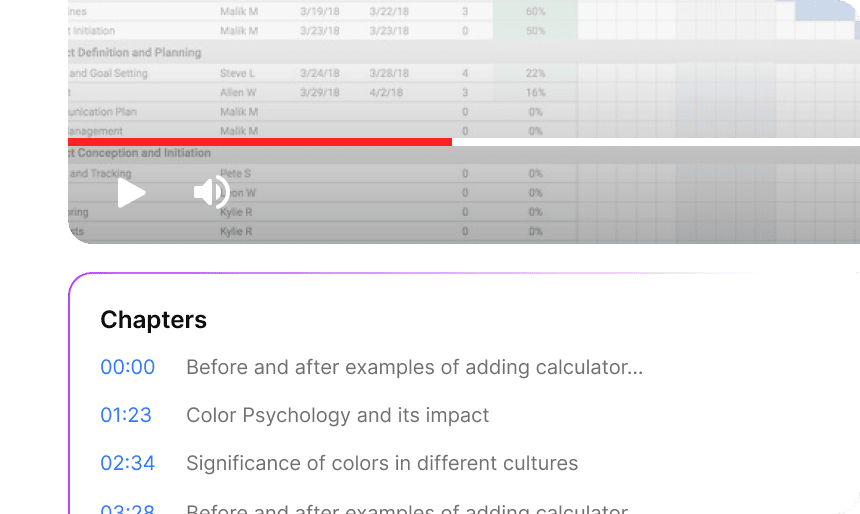 nes Malik M 3/19/18 3/22/18 3 60%
t Initiation Malik M 3/23/18 3/23/18 0 50%
ct Definition and Planning
and Goal Setting Steve L 3/24/18 3/28/18 4 22%
t Allen W 3/29/18 4/2/18 3 16%
unication Plan Malik M 0 0%
anagement Malik M 0 0%
ct Conception and Initiation
and Tracking Pete S 0 0%
eon W 0 0%
oring Kylie R 0 0%
sts Kylie R 0 0%
Chapters
00:00 Before and after examples of adding calculator...
01:23 Color Psychology and its impact
02:34 Significance of colors in different cultures
03:28 Before and after examples of adding calculator